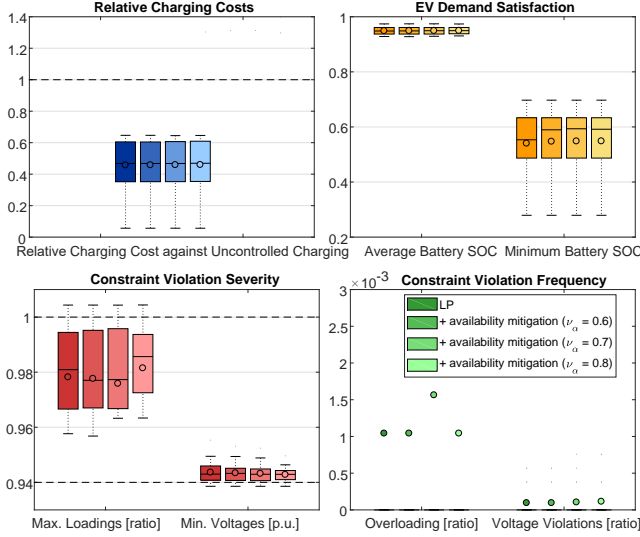 Relative Charging Costs
1.4
1.2
1
0.8
0.6
0.4
0.2
0
Relative Charging Cost against Uncontrolled Charging
EV Demand Satisfaction
1
0.8
0.6
0.4
0.2
Average Battery SOC
Minimum Battery SOC
Constraint Violation Severity
1
0.98
0.96
0.94
Max. Loadings [ratio]
Min. Voltages [p.u.]
Constraint Violation Frequency
×10⁻³
3
2.5
2
1.5
1
0.5
0
LP
+ availability mitigation (ν_α = 0.6)
+ availability mitigation (ν_α = 0.7)
+ availability mitigation (ν_α = 0.8)
Overloading [ratio]
Voltage Violations [ratio]